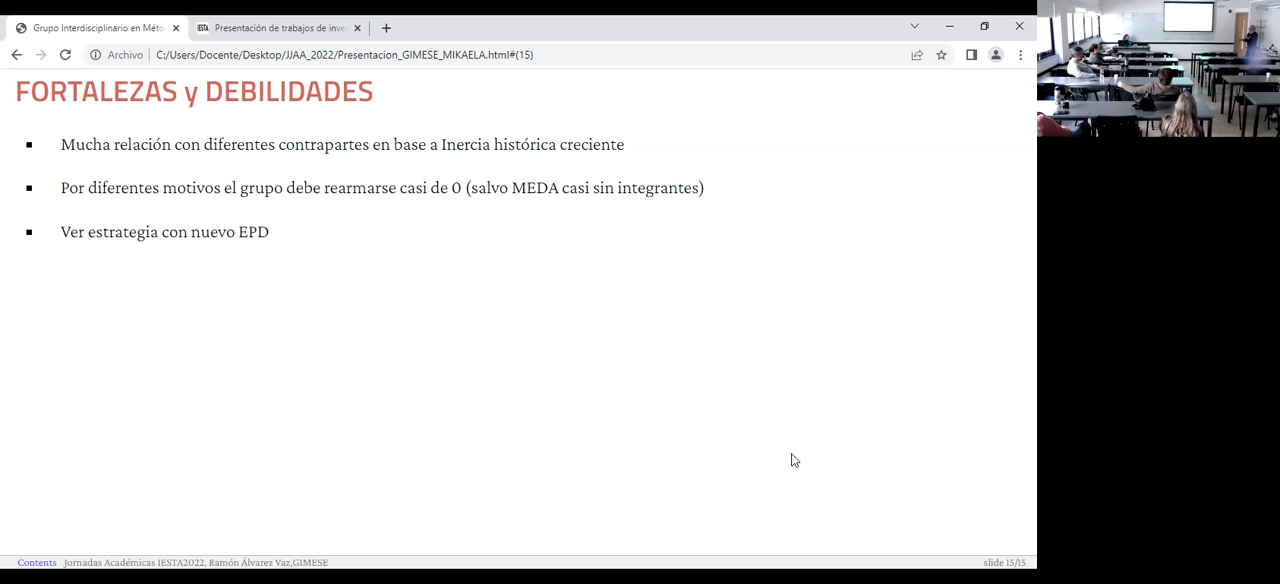 Grupo Interdisciplinario en Méto
IESTA Presentación de trabajos de inve
Archivo C:/Users/Docente/Desktop/JJAA_2022/Presentacion_GIMESE_MIKAELA.html#(15)
FORTALEZAS y DEBILIDADES
Mucha relación con diferentes contrapartes en base a Inercia histórica creciente
Por diferentes motivos el grupo debe rearmarse casi de 0 (salvo MEDA casi sin integrantes)
Ver estrategia con nuevo EPD
Contents Jornadas Académicas IESTA2022, Ramón Álvarez Vaz,GIMESE
slide 15/15